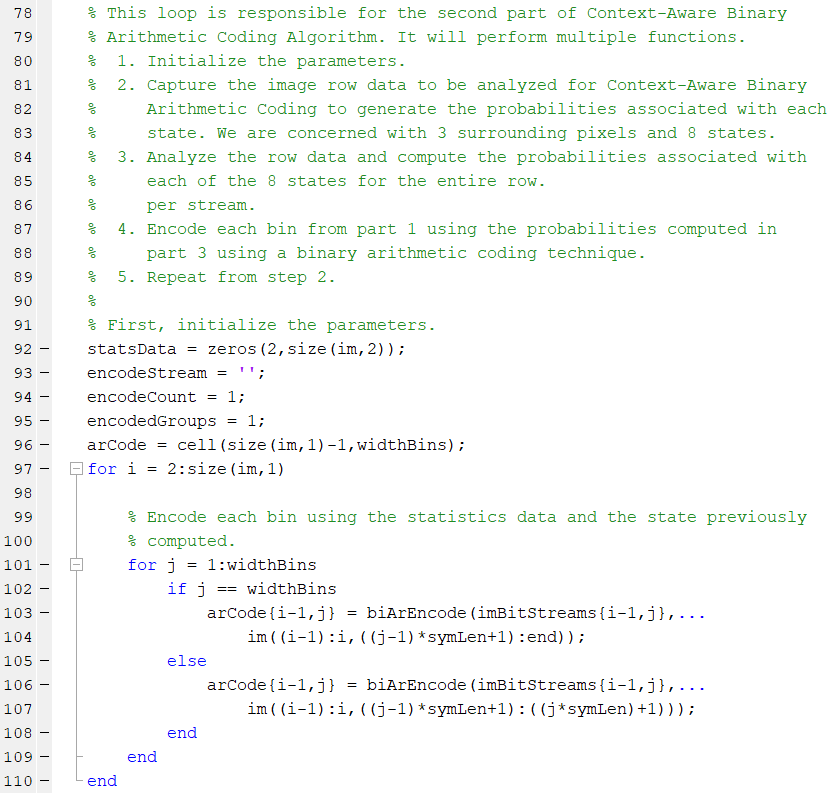 78 % This loop is responsible for the second part of Context-Aware Binary
79 % Arithmetic Coding Algorithm. It will perform multiple functions.
80 %  1. Initialize the parameters.
81 %  2. Capture the image row data to be analyzed for Context-Aware Binary
82 %     Arithmetic Coding to generate the probabilities associated with each
83 %     state. We are concerned with 3 surrounding pixels and 8 states.
84 %  3. Analyze the row data and compute the probabilities associated with
85 %     each of the 8 states for the entire row.
86 %     per stream.
87 %  4. Encode each bin from part 1 using the probabilities computed in
88 %     part 3 using a binary arithmetic coding technique.
89 %  5. Repeat from step 2.
90 %
91 % First, initialize the parameters.
92 – statsData = zeros(2,size(im,2));
93 – encodeStream = '';
94 – encodeCount = 1;
95 – encodedGroups = 1;
96 – arCode = cell(size(im,1)-1,widthBins);
97 – for i = 2:size(im,1)
98
99     % Encode each bin using the statistics data and the state previously
100     % computed.
101 –     for j = 1:widthBins
102 –         if j == widthBins
103 –             arCode{i-1,j} = biArEncode(imBitStreams{i-1,j},...
104                 im((i-1):i,((j-1)*symLen+1):end));
105 –         else
106 –             arCode{i-1,j} = biArEncode(imBitStreams{i-1,j},...
107                 im((i-1):i,((j-1)*symLen+1):((j*symLen)+1)));
108 –         end
109 –     end
110 – end